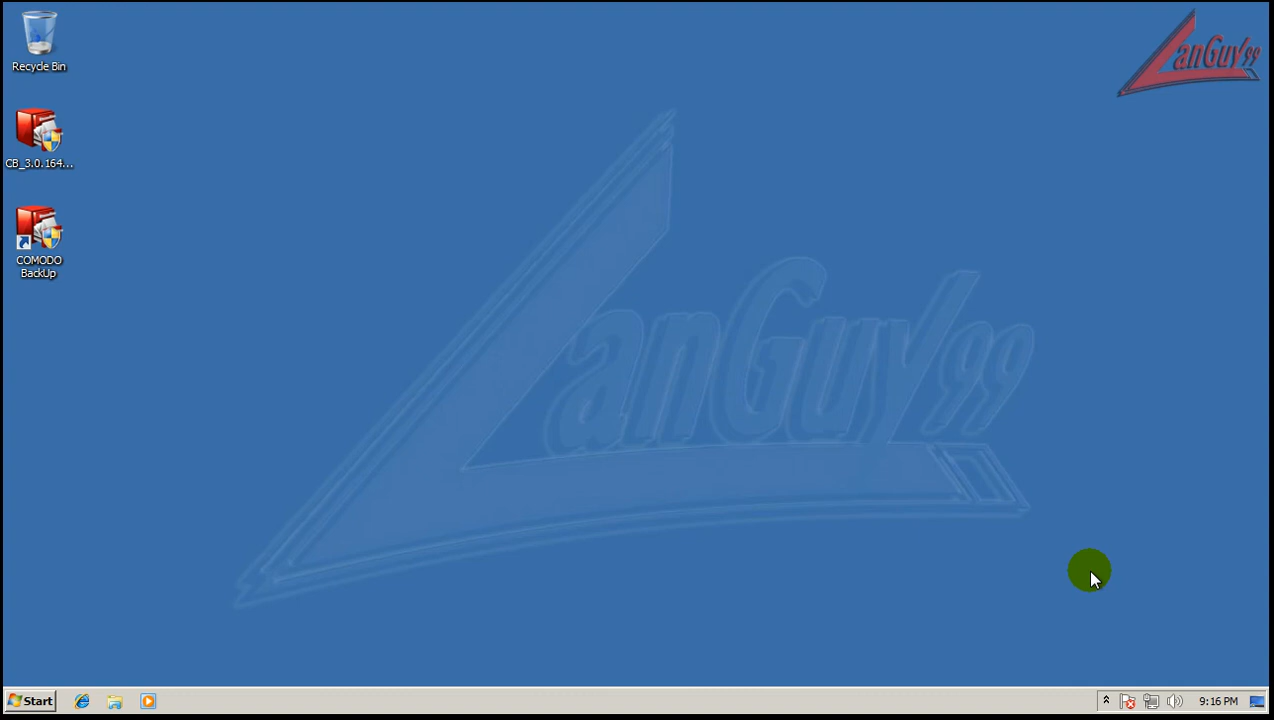 Recycle Bin
CB_3.0.164...
COMODO
BackUp
LanGuy99
LanGuy99
Start
9:16 PM